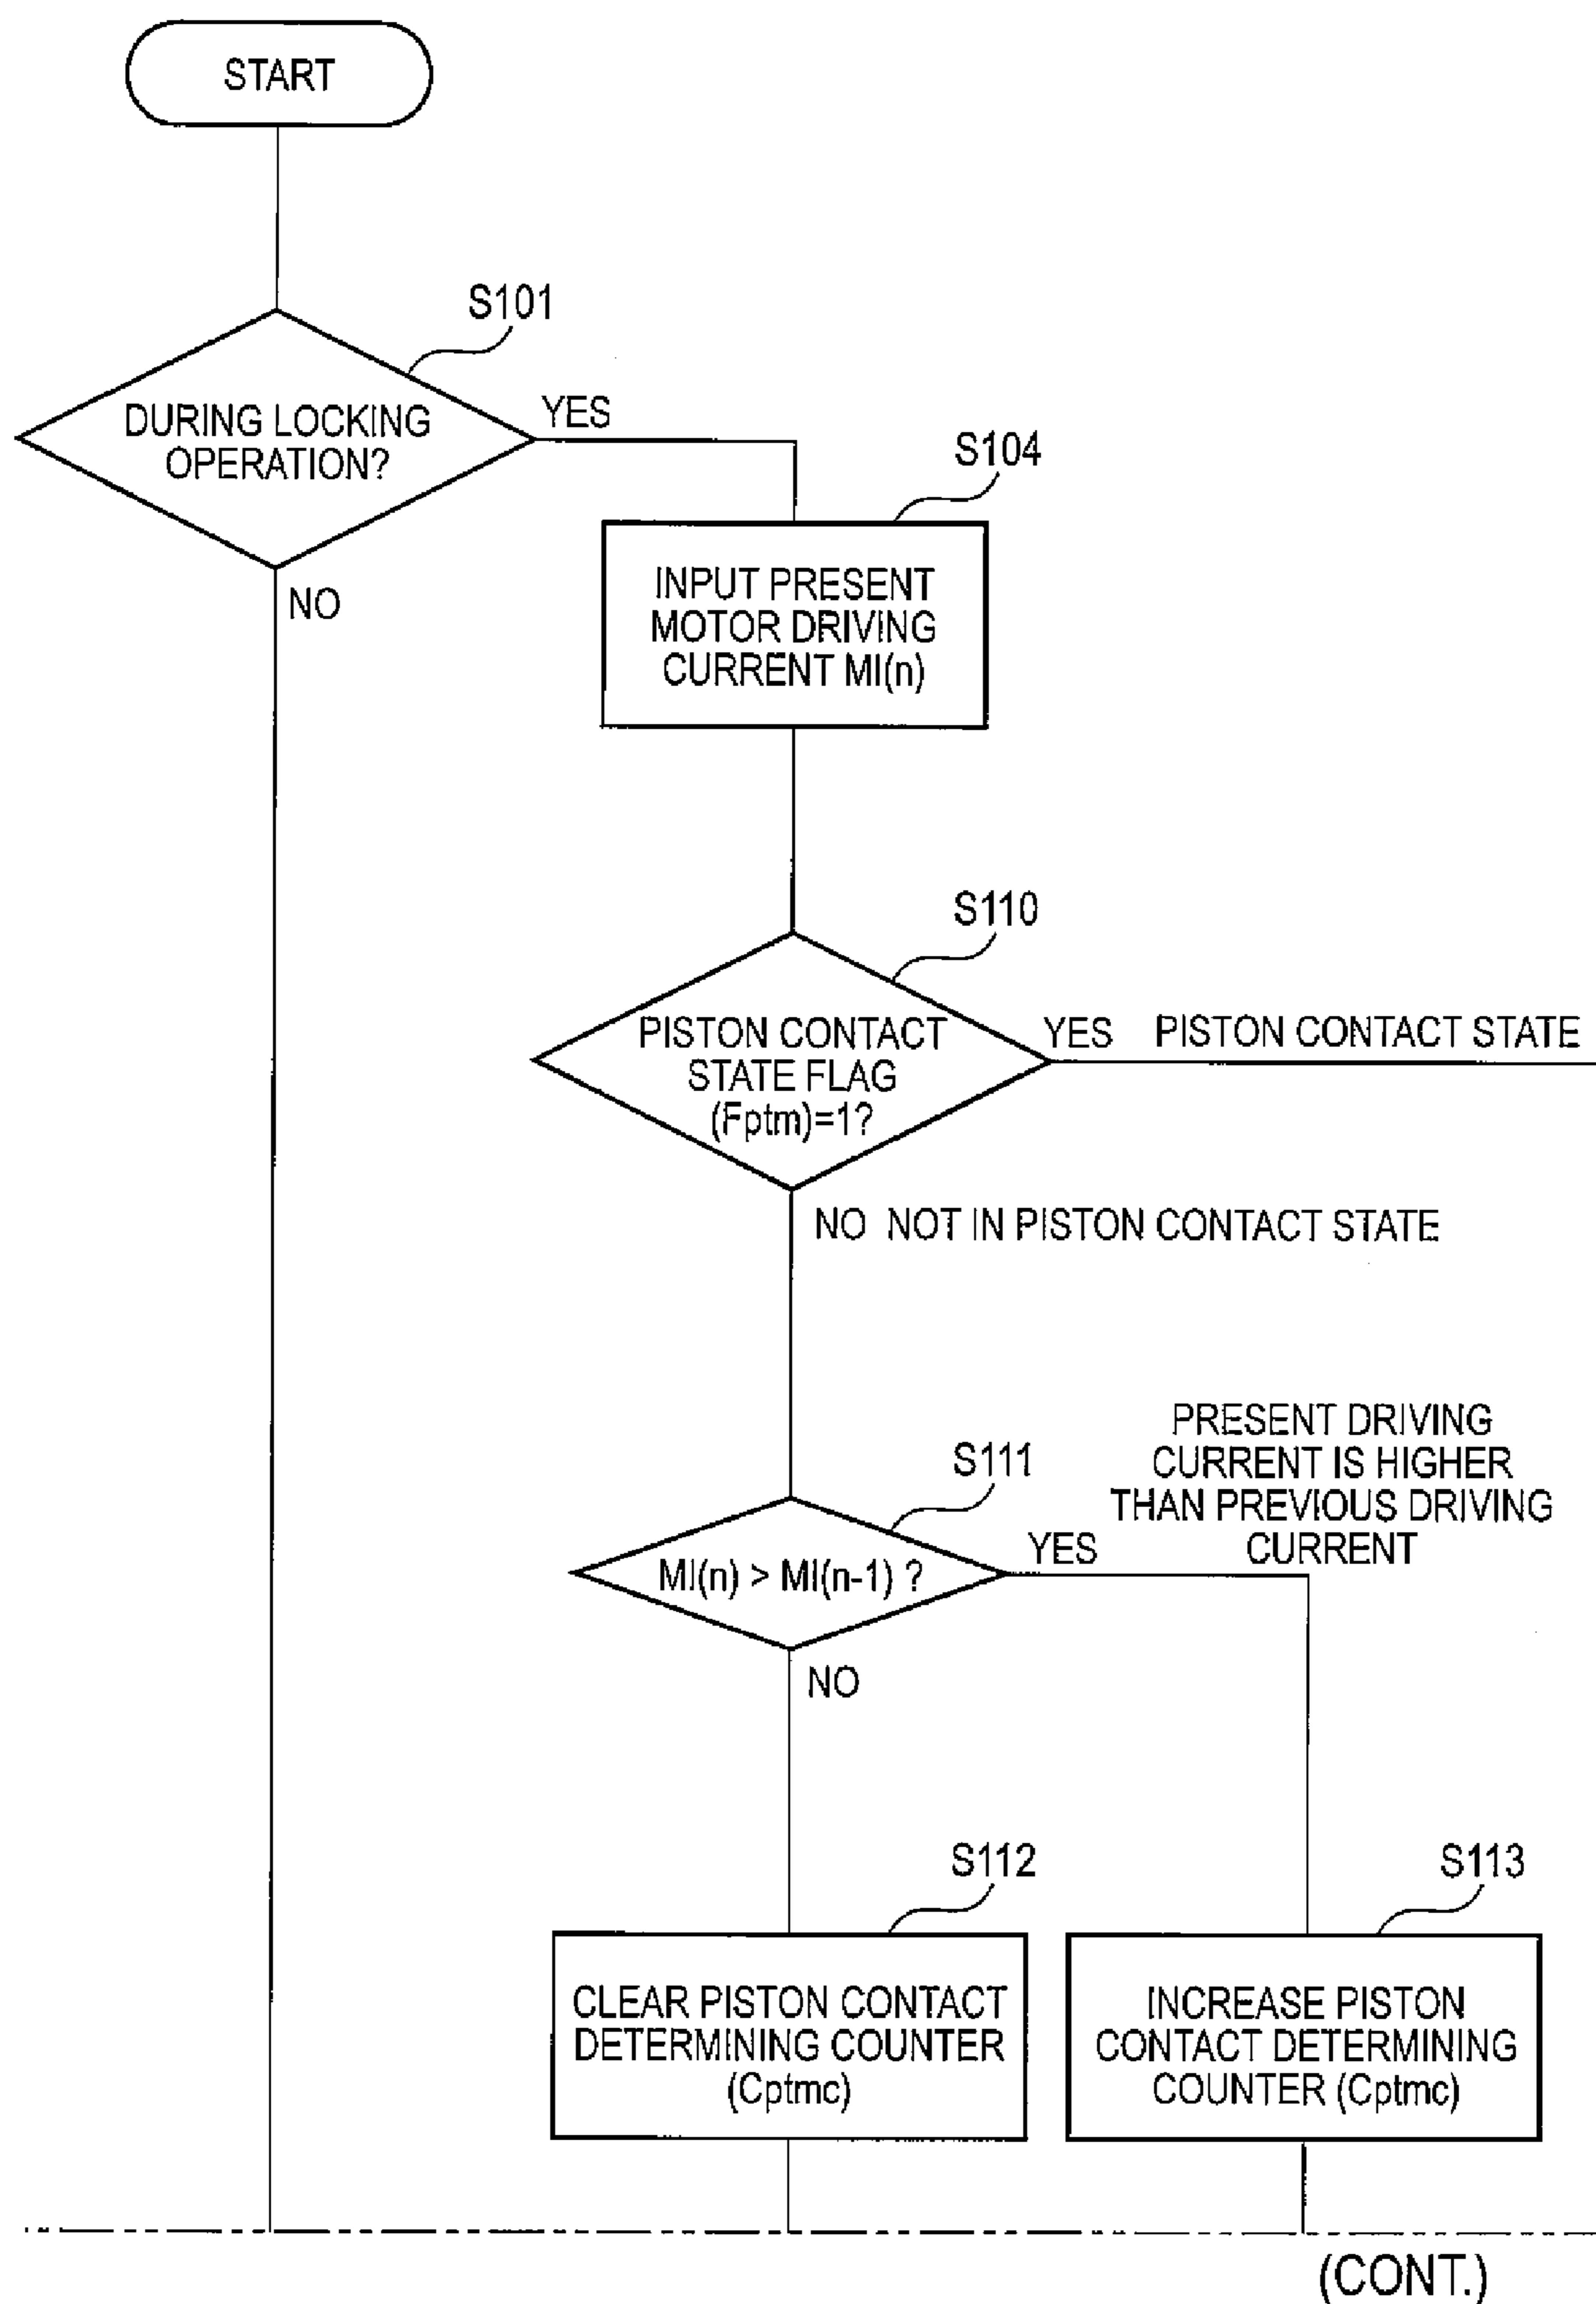 START
S101
DURING LOCKING
OPERATION?
YES
NO
S104
INPUT PRESENT
MOTOR DRIVING
CURRENT MI(n)
S110
PISTON CONTACT
STATE FLAG
(Fptm)=1?
YES PISTON CONTACT STATE
NO NOT IN PISTON CONTACT STATE
S111
MI(n) > MI(n-1) ?
YES
PRESENT DRIVING
CURRENT IS HIGHER
THAN PREVIOUS DRIVING
CURRENT
NO
S112
CLEAR PISTON CONTACT
DETERMINING COUNTER
(Cptmc)
S113
INCREASE PISTON
CONTACT DETERMINING
COUNTER (Cptmc)
(CONT.)